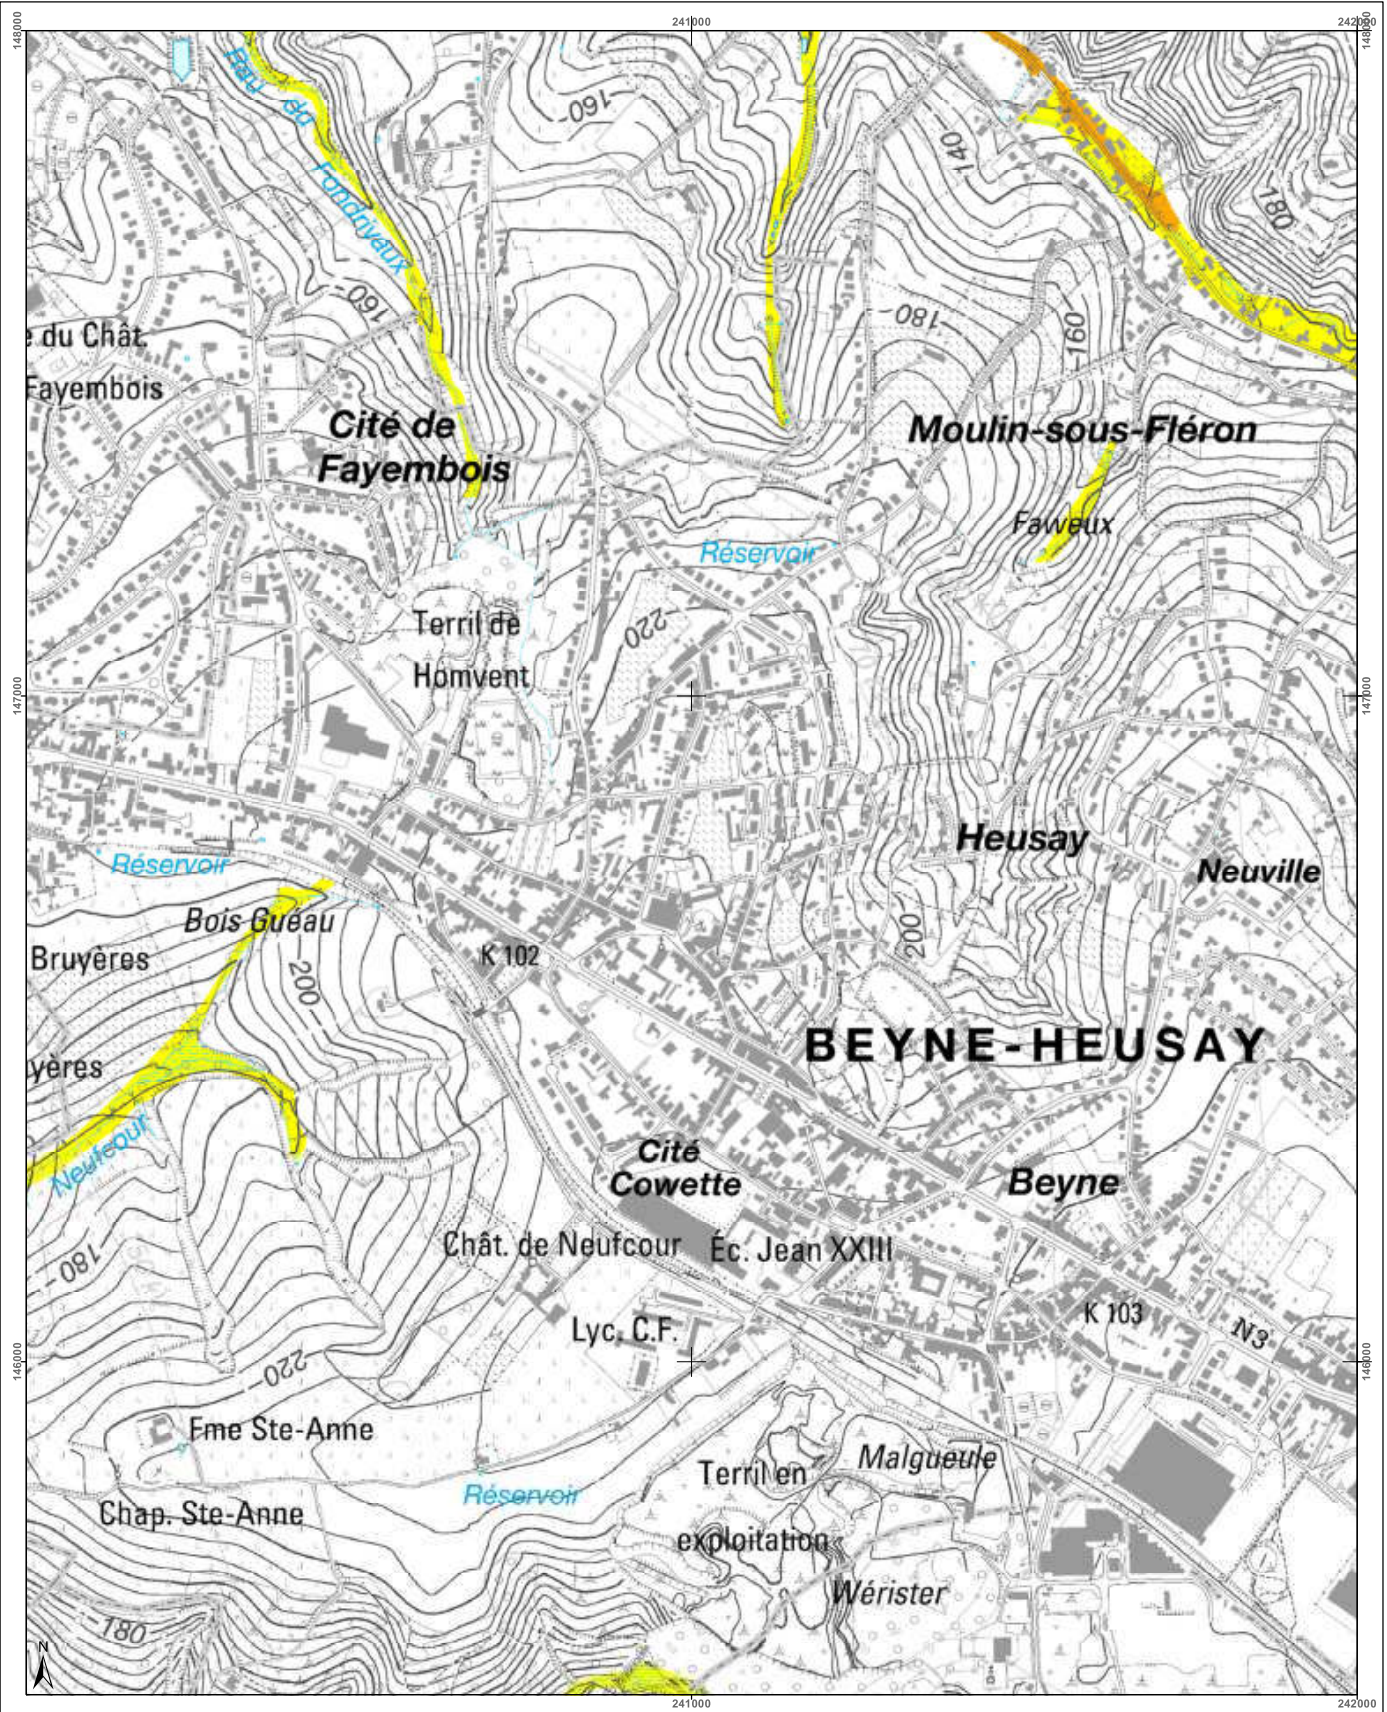 241000
242000
148000
148000
Rau du
Fondrivaux
160
140
180
160
180
160
e du Chât.
Fayembois
Cité de
Fayembois
Moulin-sous-Fléron
Faweux
Réservoir
Terril de
Homvent
220
147000
147000
Heusay
Neuville
Réservoir
Bois Guéau
200
K 102
Bruyères
200
BEYNE-HEUSAY
yères
Neufcour
Cité
Cowette
Beyne
180
Chât. de Neufcour
Éc. Jean XXIII
K 103
N3
Lyc. C.F.
146000
146000
220
Fme Ste-Anne
Malgueule
Terril en
exploitation
Réservoir
Chap. Ste-Anne
Wérister
180
N
241000
242000